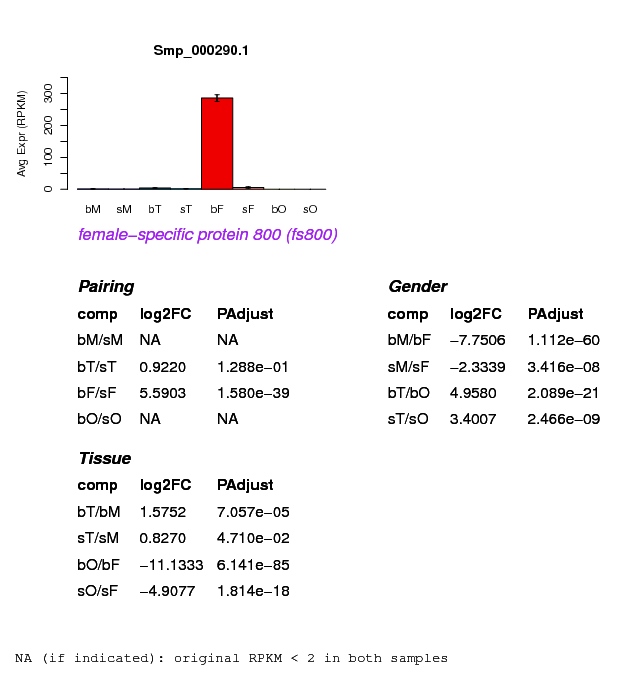 Smp_000290.1
Avg Expr (RPKM)
0 100 200 300
bM sM bT sT bF sF bO sO
female−specific protein 800 (fs800)
Pairing
comp log2FC PAdjust
bM/sM NA NA
bT/sT 0.9220 1.288e−01
bF/sF 5.5903 1.580e−39
bO/sO NA NA
Gender
comp log2FC PAdjust
bM/bF −7.7506 1.112e−60
sM/sF −2.3339 3.416e−08
bT/bO 4.9580 2.089e−21
sT/sO 3.4007 2.466e−09
Tissue
comp log2FC PAdjust
bT/bM 1.5752 7.057e−05
sT/sM 0.8270 4.710e−02
bO/bF −11.1333 6.141e−85
sO/sF −4.9077 1.814e−18
NA (if indicated): original RPKM < 2 in both samples